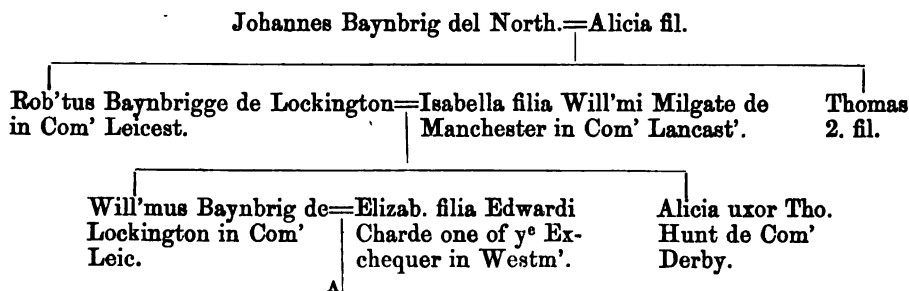 Johannes Baynbrig del North.=Alicia fil.
Rob'tus Baynbrigge de Lockington=Isabella filia Will'mi Milgate de
in Com' Leicest.
Manchester in Com' Lancast'.
Thomas
2. fil.
Will'mus Baynbrig de=Elizab. filia Edwardi
Lockington in Com'
Leic.
Charde one of yᵉ Ex-
chequer in Westm'.
Alicia uxor Tho.
Hunt de Com'
Derby.
A